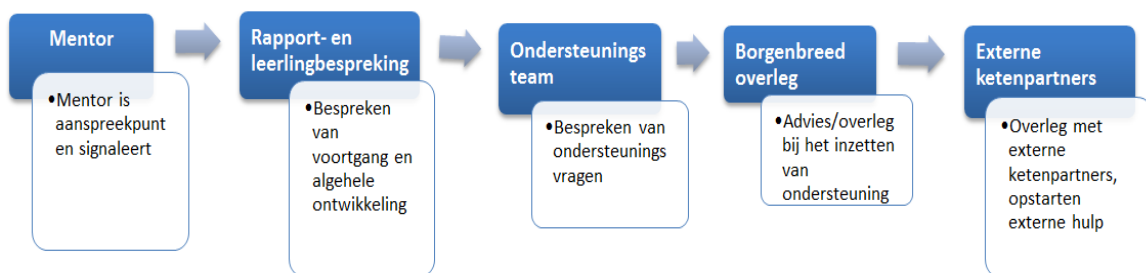 Mentor
•Mentor is
aanspreekpunt
en signaleert
Rapport- en
leerlingbespreking
•Bespreken
van
voortgang en
algehele
ontwikkeling
Ondersteunings
team
•Bespreken van
ondersteunings
vragen
Borgenbreed
overleg
•Advies/overleg
bij het inzetten
van
ondersteuning
Externe
ketenpartners
•Overleg met
externe
ketenpartners,
opstarten
externe hulp